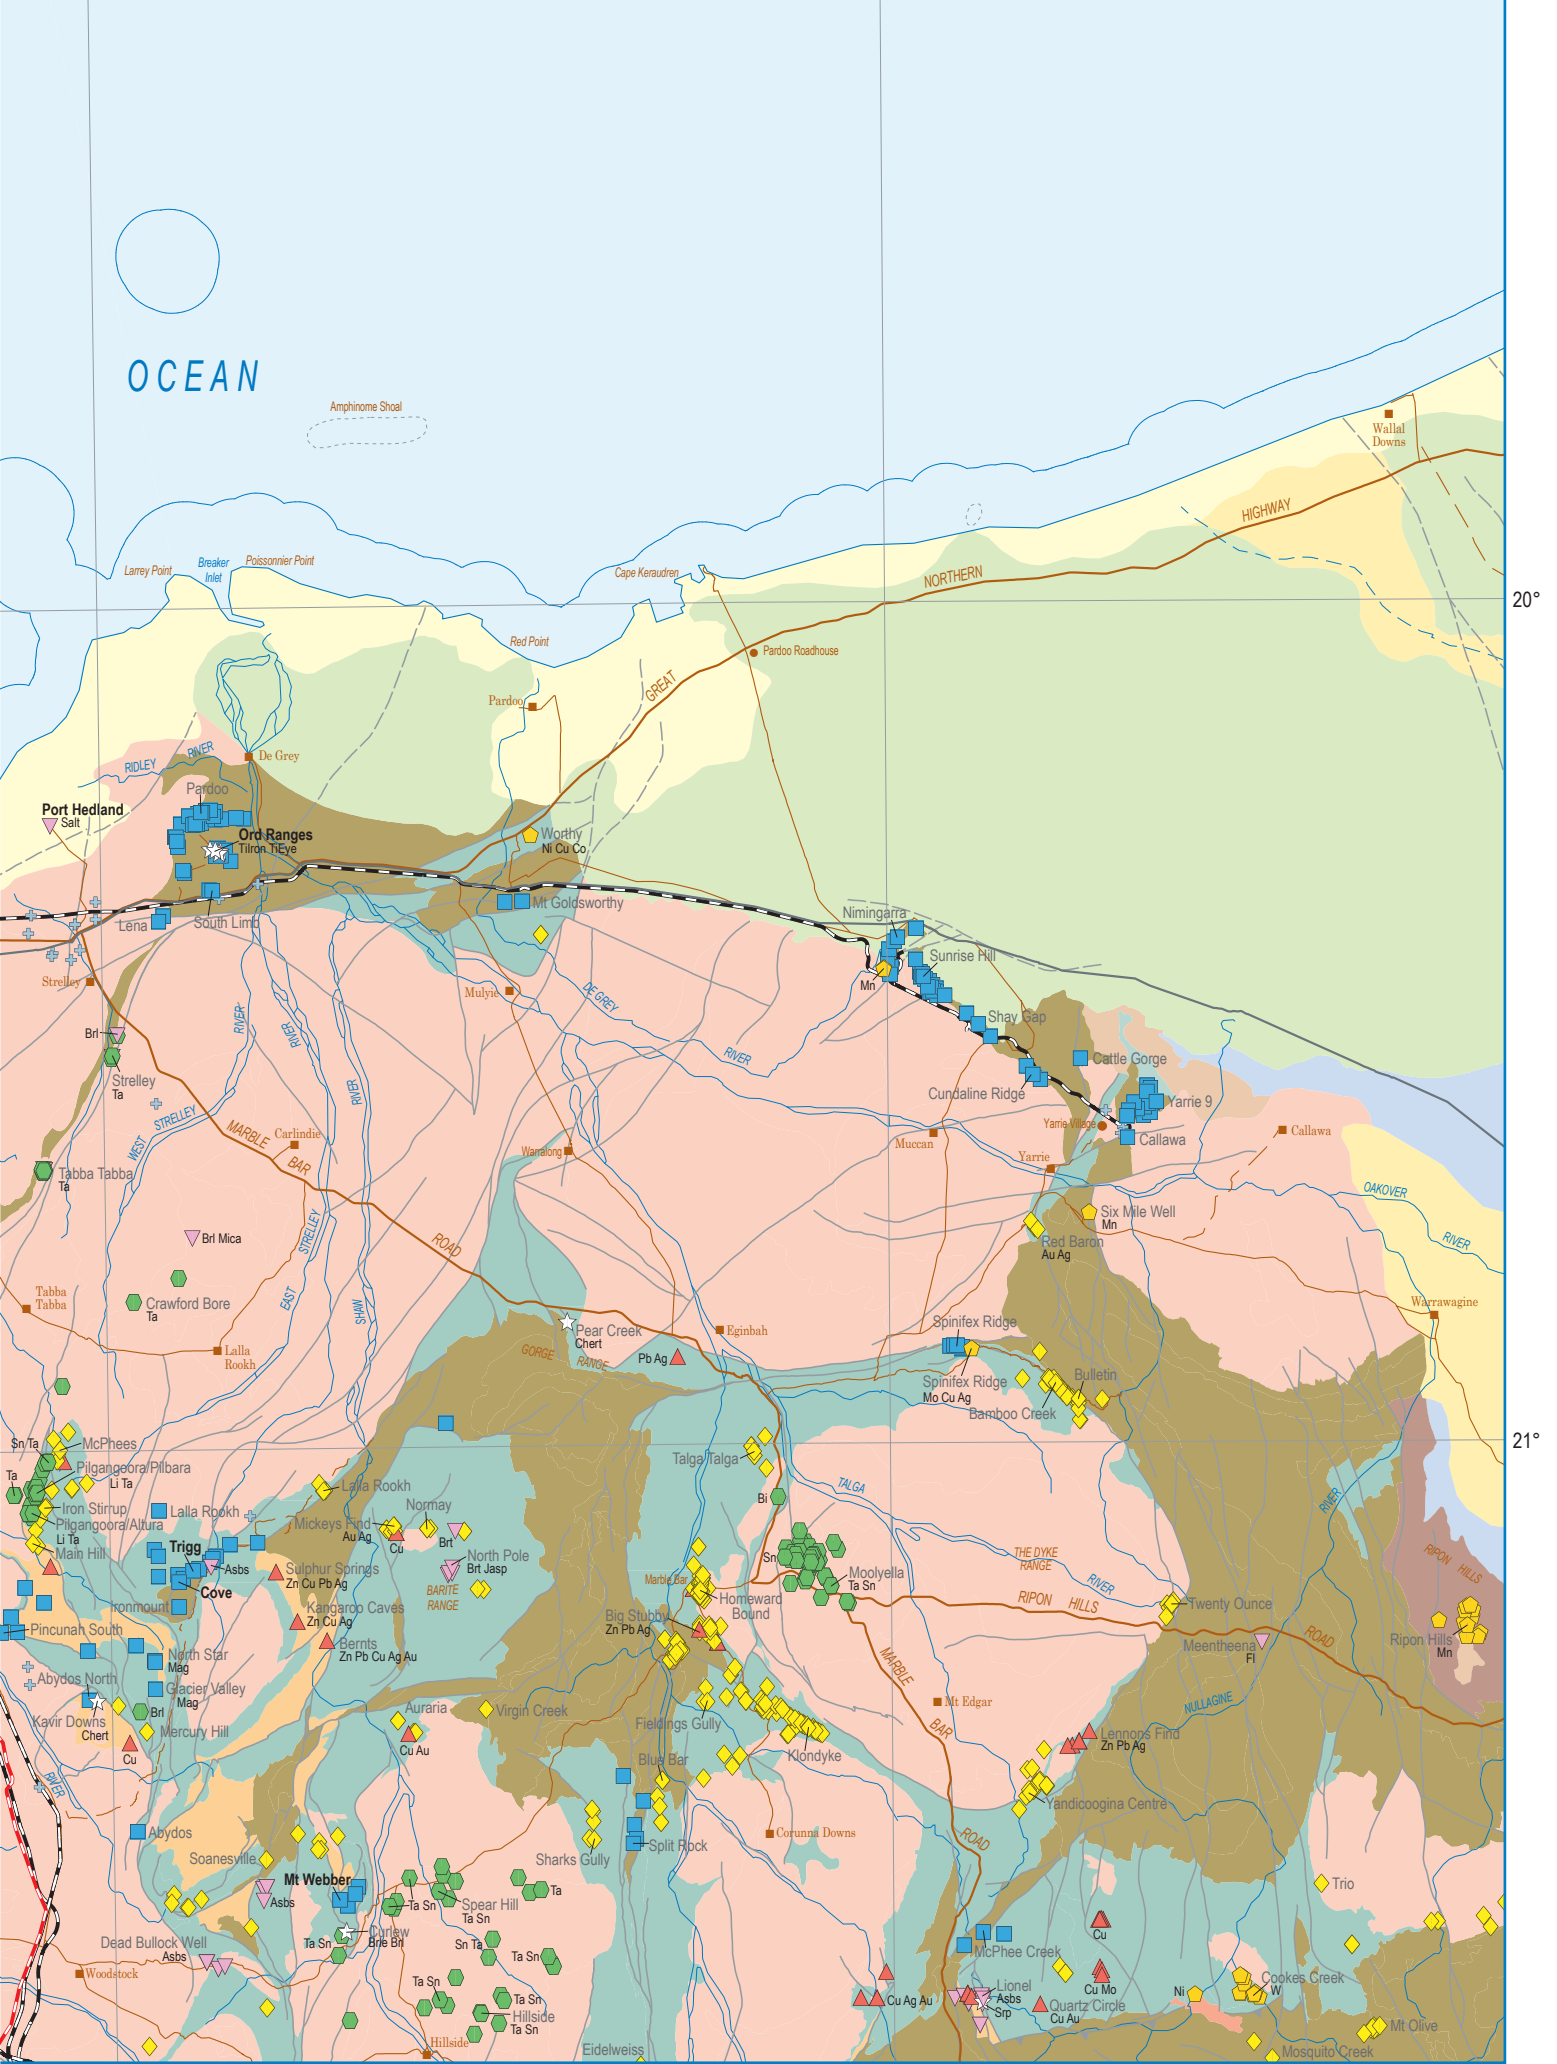 OCEAN
Amphinome Shoal
Wallal
Downs
HIGHWAY
NORTHERN
Larrey Point
Breaker
Inlet
Poissonnier Point
Cape Keraudren
20°
Red Point
Pardoo Roadhouse
GREAT
Pardoo
RIDLEY
RIVER
De Grey
Pardoo
Port Hedland
Salt
Ord Ranges
TiIron TiEye
Worthy
Ni Cu Co
Mt Goldsworthy
Nimingarra
Lena
South Limb
Sunrise Hill
Strelley
Mulyie
Mn
DE GREY
RIVER
Shay Gap
Brl
RIVER
RIVER
RIVER
Cattle Gorge
Strelley
Ta
Cundaline Ridge
Yarrie 9
WEST
STRELLEY
MARBLE
BAR
Carlindie
Yarrie Village
Callawa
Callawa
Muccan
Warralong
Yarrie
Tabba Tabba
Ta
OAKOVER
RIVER
Brl Mica
STRELLEY
EAST
SHAW
ROAD
Six Mile Well
Mn
Red Baron
Au Ag
Tabba
Tabba
Crawford Bore
Ta
Warrawagine
Lalla
Rookh
Pear Creek
Chert
Eginbah
Spinifex Ridge
GORGE
RANGE
Pb Ag
Spinifex Ridge
Mo Cu Ag
Bulletin
Bamboo Creek
21°
Sn Ta
McPhees
Pilgangoora/Pilbara
Li Ta
Ta
Talga Talga
TALGA
RIVER
Bi
Iron Stirrup
Pilgangoora/Altura
Li Ta
Main Hill
Lalla Rookh
Lalla Rookh
Mickeys Find
Au Ag
Normay
Cu
Brt
Trigg
Asbs
Cove
Sulphur Springs
Zn Cu Pb Ag
North Pole
Brt Jasp
BARITE
RANGE
Sn
Moolyella
Ta Sn
THE DYKE
RANGE
RIVER
RIPON
HILLS
RIPON
HILLS
ROAD
Marble Bar
Homeward
Bound
Twenty Ounce
Ironmount
Kangaroo Caves
Zn Cu Ag
Big Stubby
Zn Pb Ag
Pincunah South
Bernts
Zn Pb Cu Ag Au
Meentheena
Fl
Ripon Hills
Mn
North Star
Mag
Abydos North
Glacier Valley
Mag
MARBLE
BAR
ROAD
Mt Edgar
NULLAGINE
Kavir Downs
Chert
Brl
Mercury Hill
Cu
Auraria
Cu Au
Virgin Creek
Fieldings Gully
Klondyke
Lennons Find
Zn Pb Ag
Blue Bar
RIVER
Yandicoogina Centre
Abydos
Corunna Downs
Soanesville
Sharks Gully
Split Rock
Mt Webber
Asbs
Ta Sn
Spear Hill
Ta Sn
Ta
Trio
Curlew
Brle Brl
Ta Sn
Cu
Dead Bullock Well
Asbs
Sn Ta
Ta Sn
McPhee Creek
Woodstock
Ta Sn
Ta Sn
Cu Ag Au
Lionel
Asbs
Srp
Cu Mo
Quartz Circle
Cu Au
Ni
Cookes Creek
W
Hillside
Ta Sn
Mt Olive
Hillside
Eidelweiss
Mosquito Creek